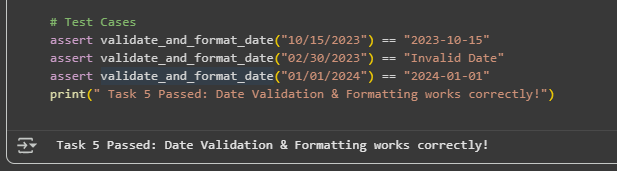 # Test Cases
assert validate_and_format_date("10/15/2023") == "2023-10-15"
assert validate_and_format_date("02/30/2023") == "Invalid Date"
assert validate_and_format_date("01/01/2024") == "2024-01-01"
print(" Task 5 Passed: Date Validation & Formatting works correctly!")
Task 5 Passed: Date Validation & Formatting works correctly!